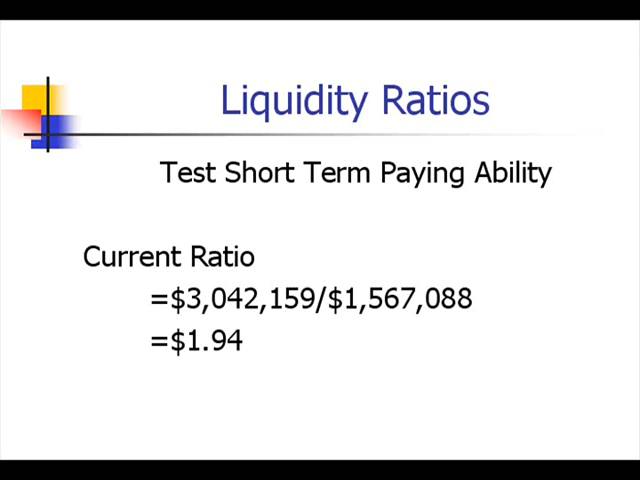 Liquidity Ratios
Test Short Term Paying Ability
Current Ratio
=$3,042,159/$1,567,088
=$1.94